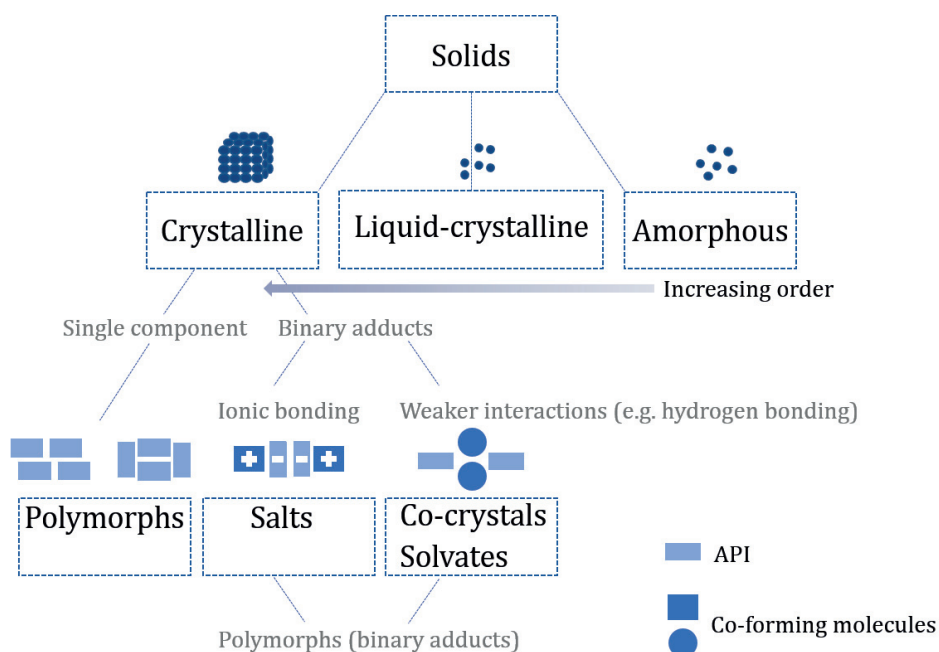 Solids
Crystalline
Liquid-crystalline
Amorphous
Increasing order
Single component
Binary adducts
Ionic bonding
Weaker interactions (e.g. hydrogen bonding)
Polymorphs
Salts
Co-crystals
Solvates
API
Co-forming molecules
Polymorphs (binary adducts)